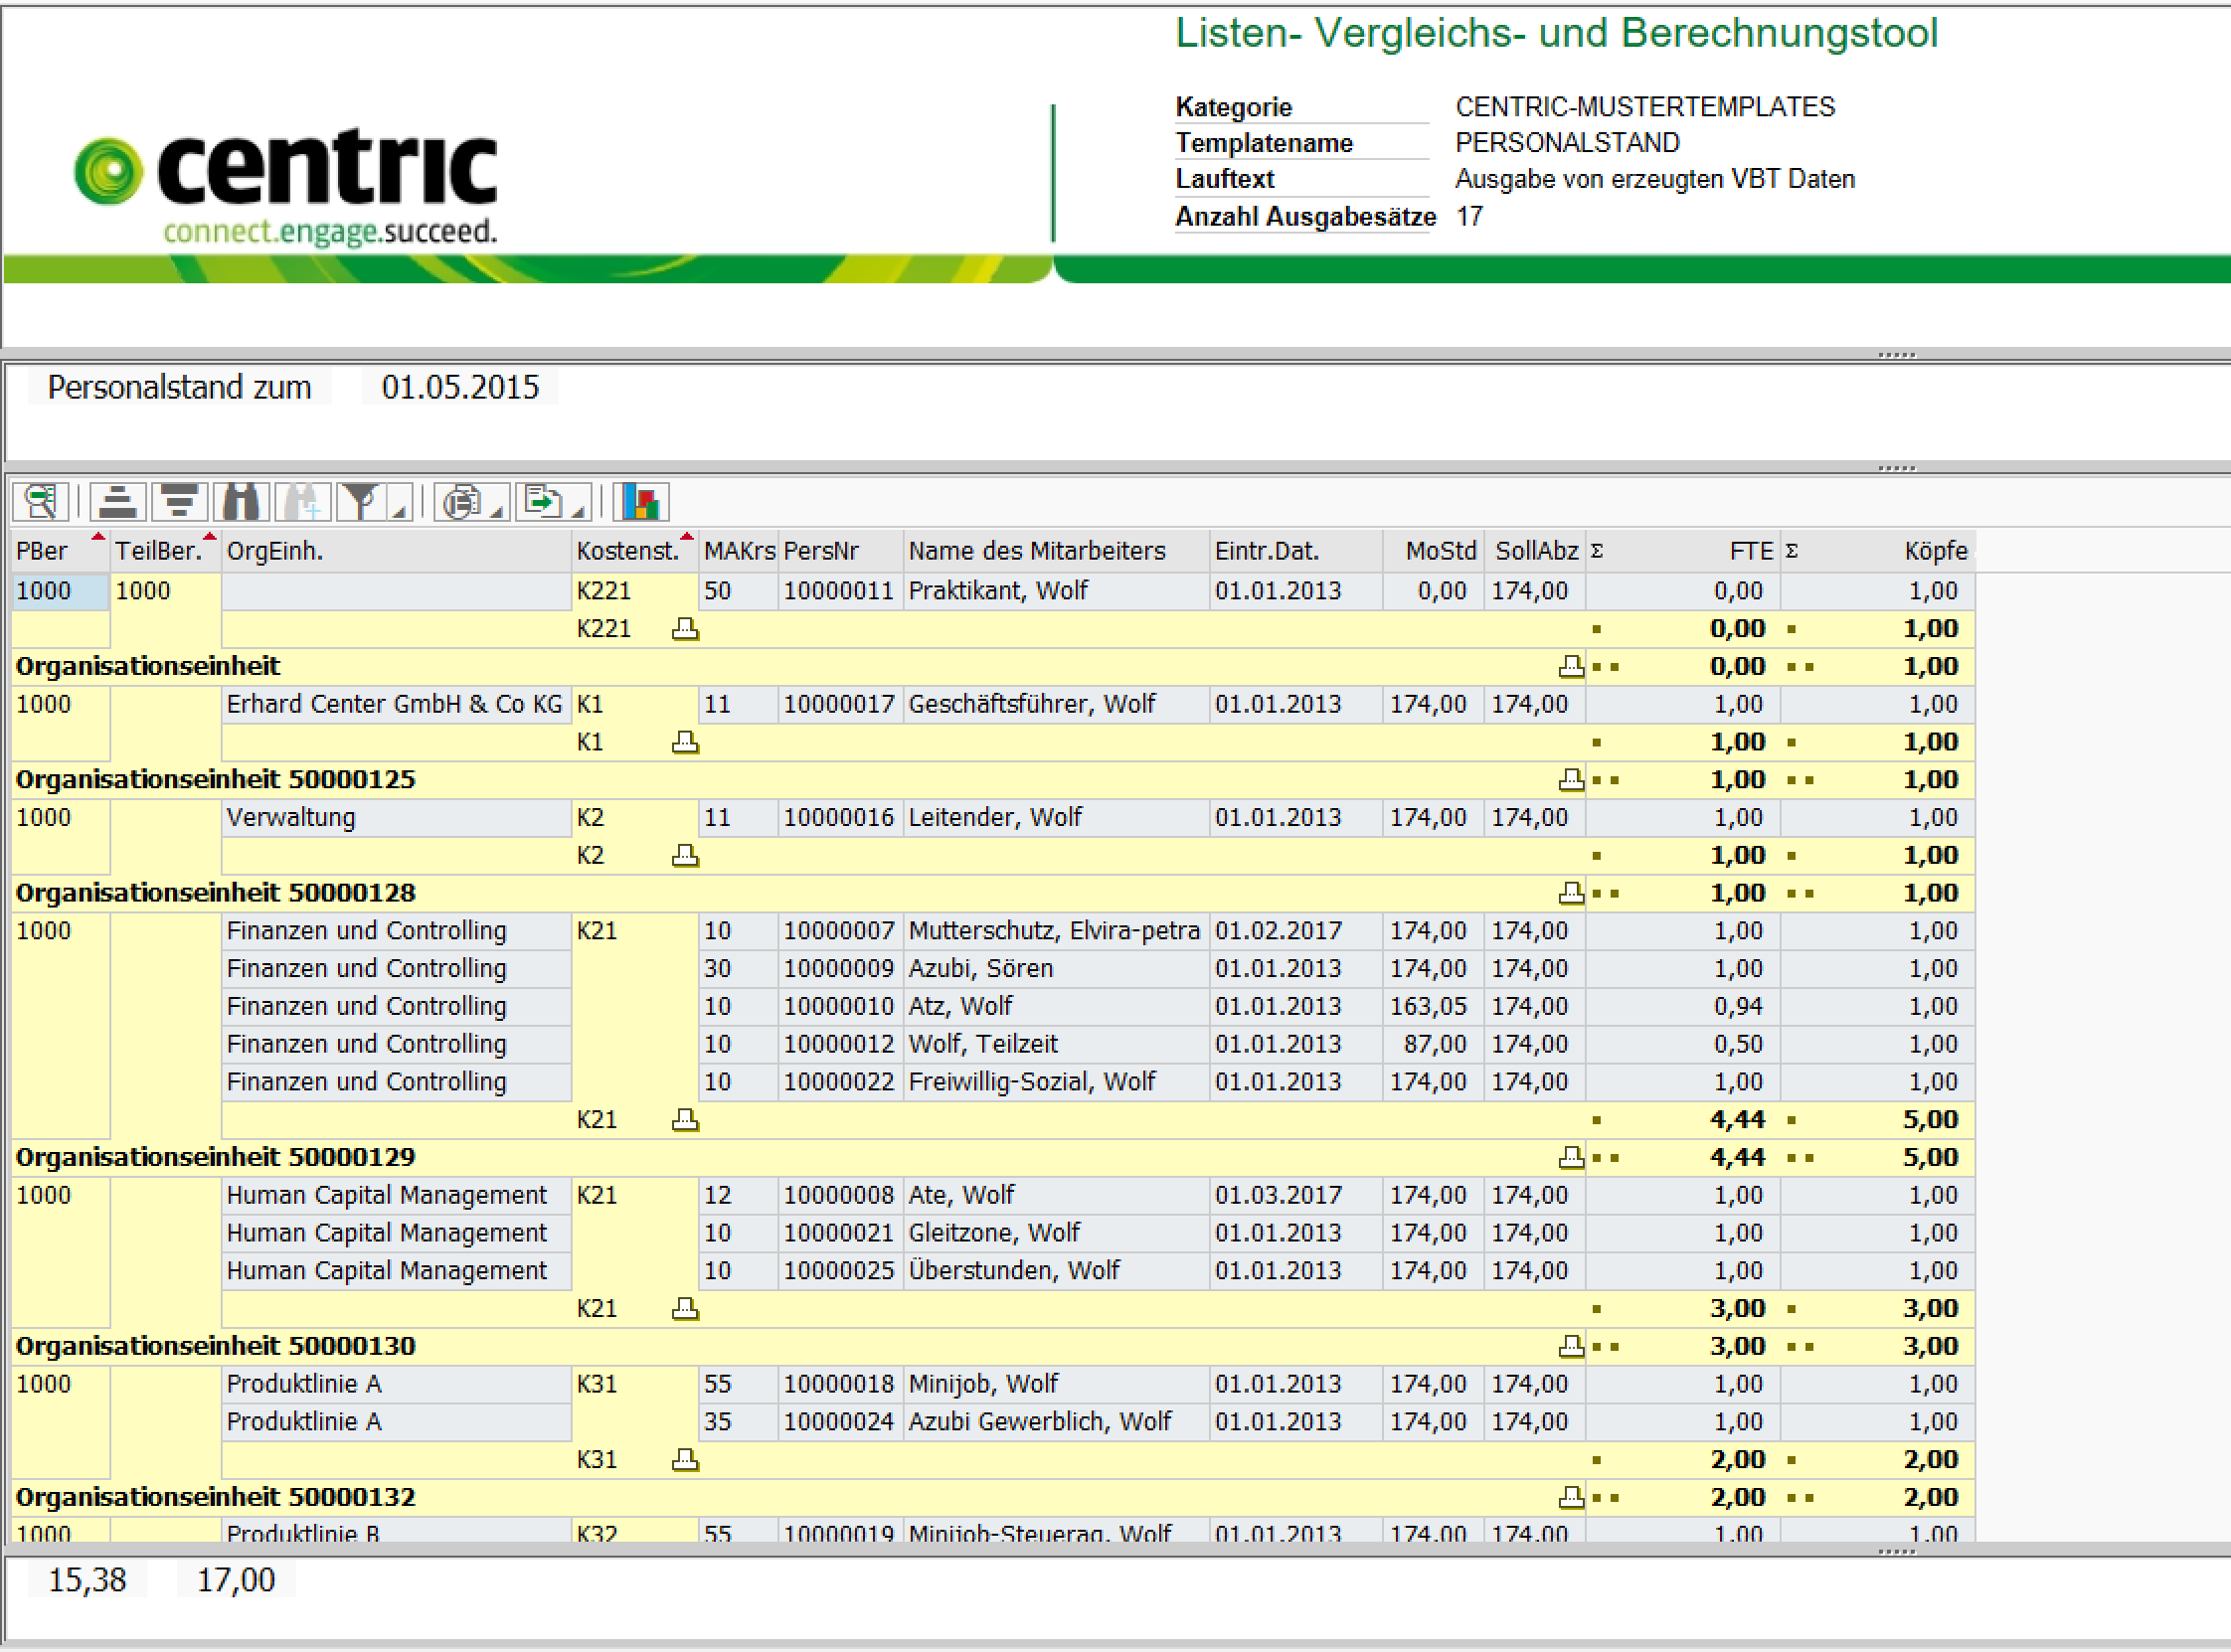 Listen- Vergleichs- und Berechnungstool
Kategorie CENTRIC-MUSTERTEMPLATES
Templatename PERSONALSTAND
Lauftext Ausgabe von erzeugten VBT Daten
Anzahl Ausgabesätze 17
centric
connect.engage.succeed.
Personalstand zum 01.05.2015
PBer TeilBer. OrgEinh. Kostenst. MAKrs PersNr Name des Mitarbeiters Eintr.Dat. MoStd SollAbz Σ FTE Σ Köpfe
1000 1000 K221 50 10000011 Praktikant, Wolf 01.01.2013 0,00 174,00 0,00 1,00
K221 0,00 1,00
Organisationseinheit 0,00 1,00
1000 Erhard Center GmbH & Co KG K1 11 10000017 Geschäftsführer, Wolf 01.01.2013 174,00 174,00 1,00 1,00
K1 1,00 1,00
Organisationseinheit 50000125 1,00 1,00
1000 Verwaltung K2 11 10000016 Leitender, Wolf 01.01.2013 174,00 174,00 1,00 1,00
K2 1,00 1,00
Organisationseinheit 50000128 1,00 1,00
1000 Finanzen und Controlling K21 10 10000007 Mutterschutz, Elvira-petra 01.02.2017 174,00 174,00 1,00 1,00
Finanzen und Controlling 30 10000009 Azubi, Sören 01.01.2013 174,00 174,00 1,00 1,00
Finanzen und Controlling 10 10000010 Atz, Wolf 01.01.2013 163,05 174,00 0,94 1,00
Finanzen und Controlling 10 10000012 Wolf, Teilzeit 01.01.2013 87,00 174,00 0,50 1,00
Finanzen und Controlling 10 10000022 Freiwillig-Sozial, Wolf 01.01.2013 174,00 174,00 1,00 1,00
K21 4,44 5,00
Organisationseinheit 50000129 4,44 5,00
1000 Human Capital Management K21 12 10000008 Ate, Wolf 01.03.2017 174,00 174,00 1,00 1,00
Human Capital Management 10 10000021 Gleitzone, Wolf 01.01.2013 174,00 174,00 1,00 1,00
Human Capital Management 10 10000025 Überstunden, Wolf 01.01.2013 174,00 174,00 1,00 1,00
K21 3,00 3,00
Organisationseinheit 50000130 3,00 3,00
1000 Produktlinie A K31 55 10000018 Minijob, Wolf 01.01.2013 174,00 174,00 1,00 1,00
Produktlinie A 35 10000024 Azubi Gewerblich, Wolf 01.01.2013 174,00 174,00 1,00 1,00
K31 2,00 2,00
Organisationseinheit 50000132 2,00 2,00
1000 Produktlinie B K32 55 10000019 Minijob-Steuerag, Wolf 01.01.2013 174,00 174,00 1,00 1,00
15,38 17,00